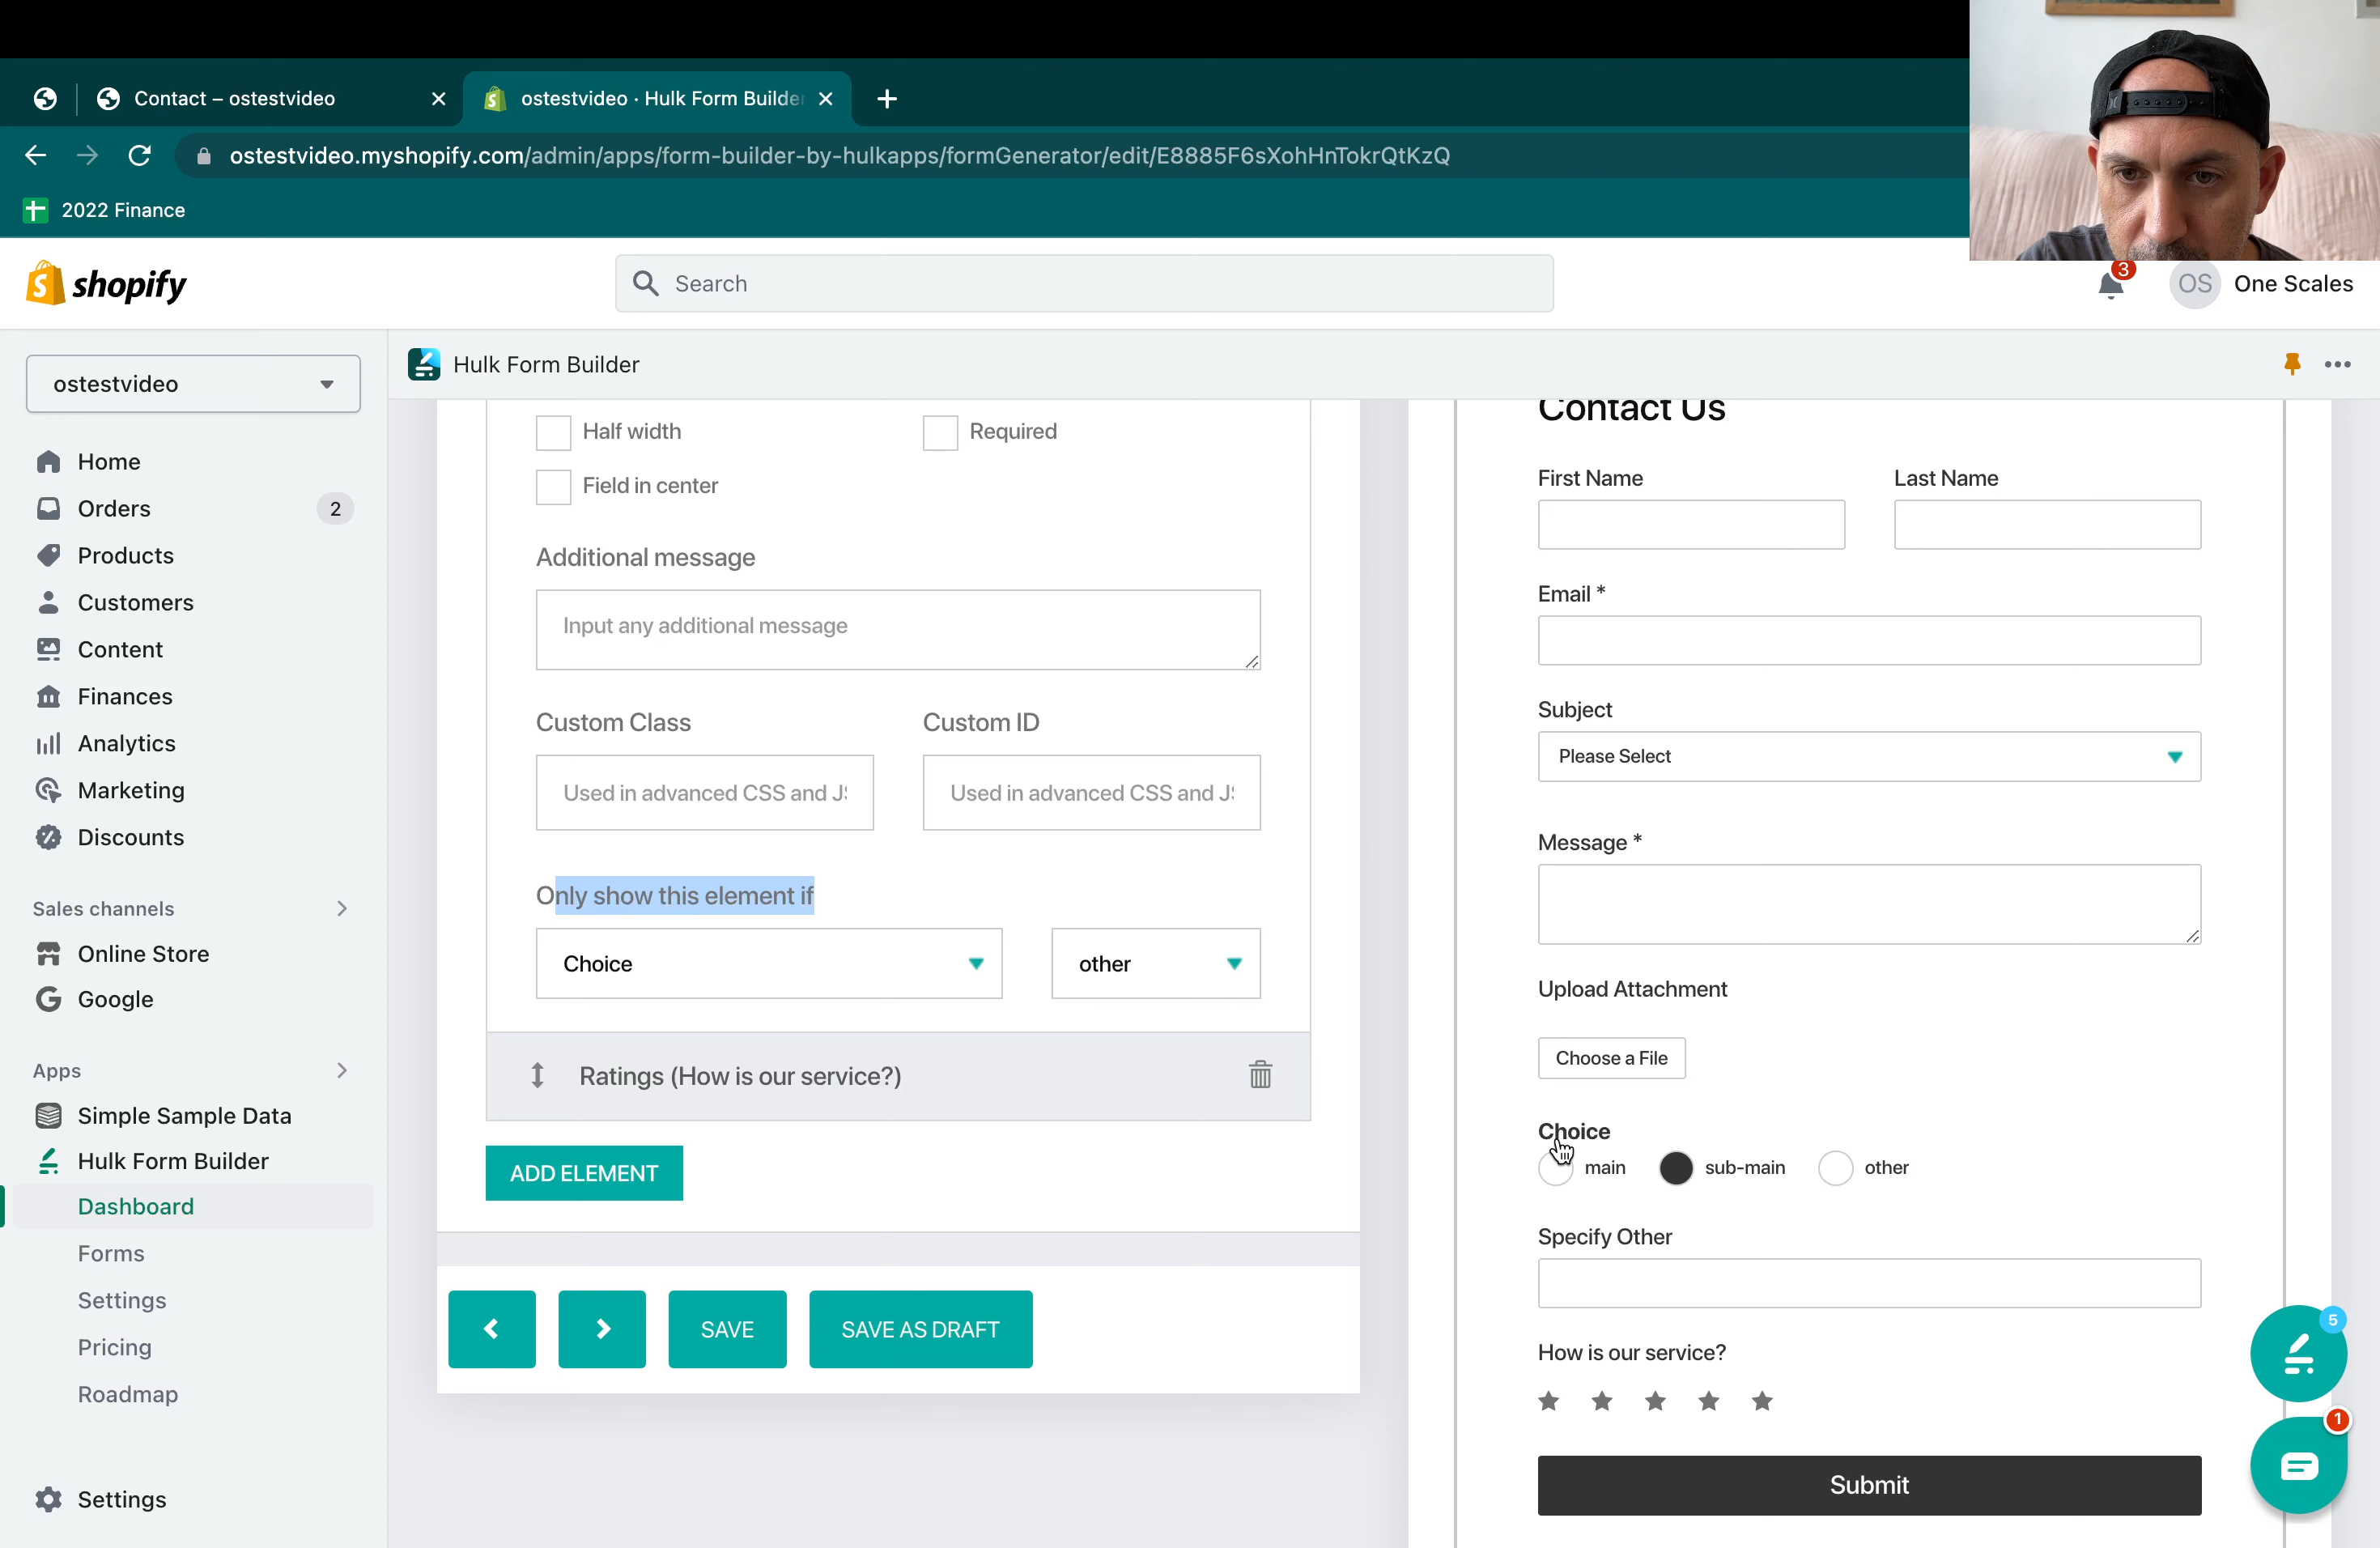 Contact – ostestvideo
ostestvideo · Hulk Form Builder
ostestvideo.myshopify.com/admin/apps/form-builder-by-hulkapps/formGenerator/edit/E8885F6sXohHnTokrQtKzQ
2022 Finance
shopify
Search
3
OS
One Scales
ostestvideo
Home
Orders
2
Products
Customers
Content
Finances
Analytics
Marketing
Discounts
Sales channels
Online Store
Google
Apps
Simple Sample Data
Hulk Form Builder
Dashboard
Forms
Settings
Pricing
Roadmap
Settings
Hulk Form Builder
Half width
Required
Field in center
Additional message
Input any additional message
Custom Class
Custom ID
Used in advanced CSS and JS
Used in advanced CSS and JS
Only show this element if
Choice
other
Ratings (How is our service?)
ADD ELEMENT
SAVE
SAVE AS DRAFT
Contact Us
First Name
Last Name
Email *
Subject
Please Select
Message *
Upload Attachment
Choose a File
Choice
main
sub-main
other
Specify Other
How is our service?
Submit
5
1